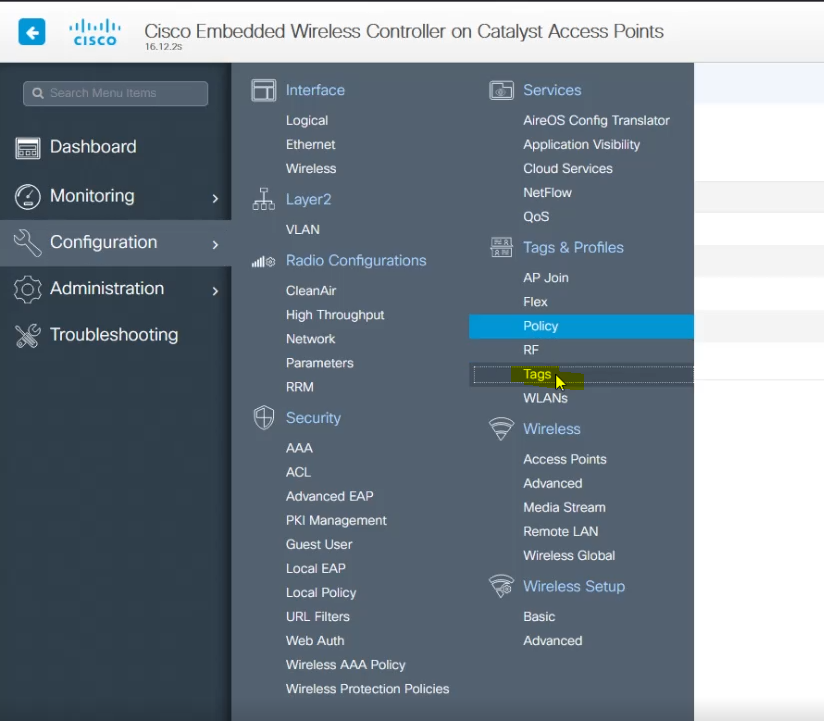 CISCO
Cisco Embedded Wireless Controller on Catalyst Access Points
16.12.2s
Search Menu Items
Dashboard
Monitoring
Configuration
Administration
Troubleshooting
Interface
Logical
Ethernet
Wireless
Layer2
VLAN
Radio Configurations
CleanAir
High Throughput
Network
Parameters
RRM
Security
AAA
ACL
Advanced EAP
PKI Management
Guest User
Local EAP
Local Policy
URL Filters
Web Auth
Wireless AAA Policy
Wireless Protection Policies
Services
AireOS Config Translator
Application Visibility
Cloud Services
NetFlow
QoS
Tags & Profiles
AP Join
Flex
Policy
RF
Tags
WLANs
Wireless
Access Points
Advanced
Media Stream
Remote LAN
Wireless Global
Wireless Setup
Basic
Advanced